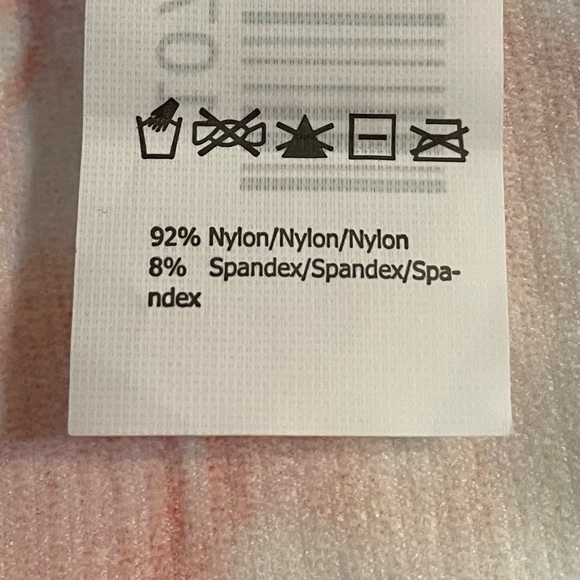 92% Nylon/Nylon/Nylon
8% Spandex/Spandex/Spa-
ndex